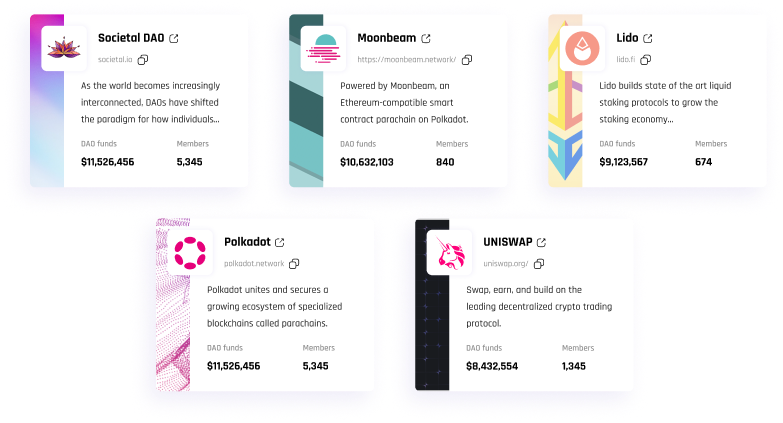 Societal DAO
societal.io
As the world becomes increasingly
interconnected, DAOs have shifted
the paradigm for how individuals...
DAO funds Members
$11,526,456 5,345
Moonbeam
https://moonbeam.network/
Powered by Moonbeam, an
Ethereum-compatible smart
contract parachain on Polkadot.
DAO funds Members
$10,632,103 840
Lido
lido.fi
Lido builds state of the art liquid
staking protocols to grow the
staking economy...
DAO funds Members
$9,123,567 674
Polkadot
polkadot.network
Polkadot unites and secures a
growing ecosystem of specialized
blockchains called parachains.
DAO funds Members
$11,526,456 5,345
UNISWAP
uniswap.org/
Swap, earn, and build on the
leading decentralized crypto trading
protocol.
DAO funds Members
$8,432,554 1,345